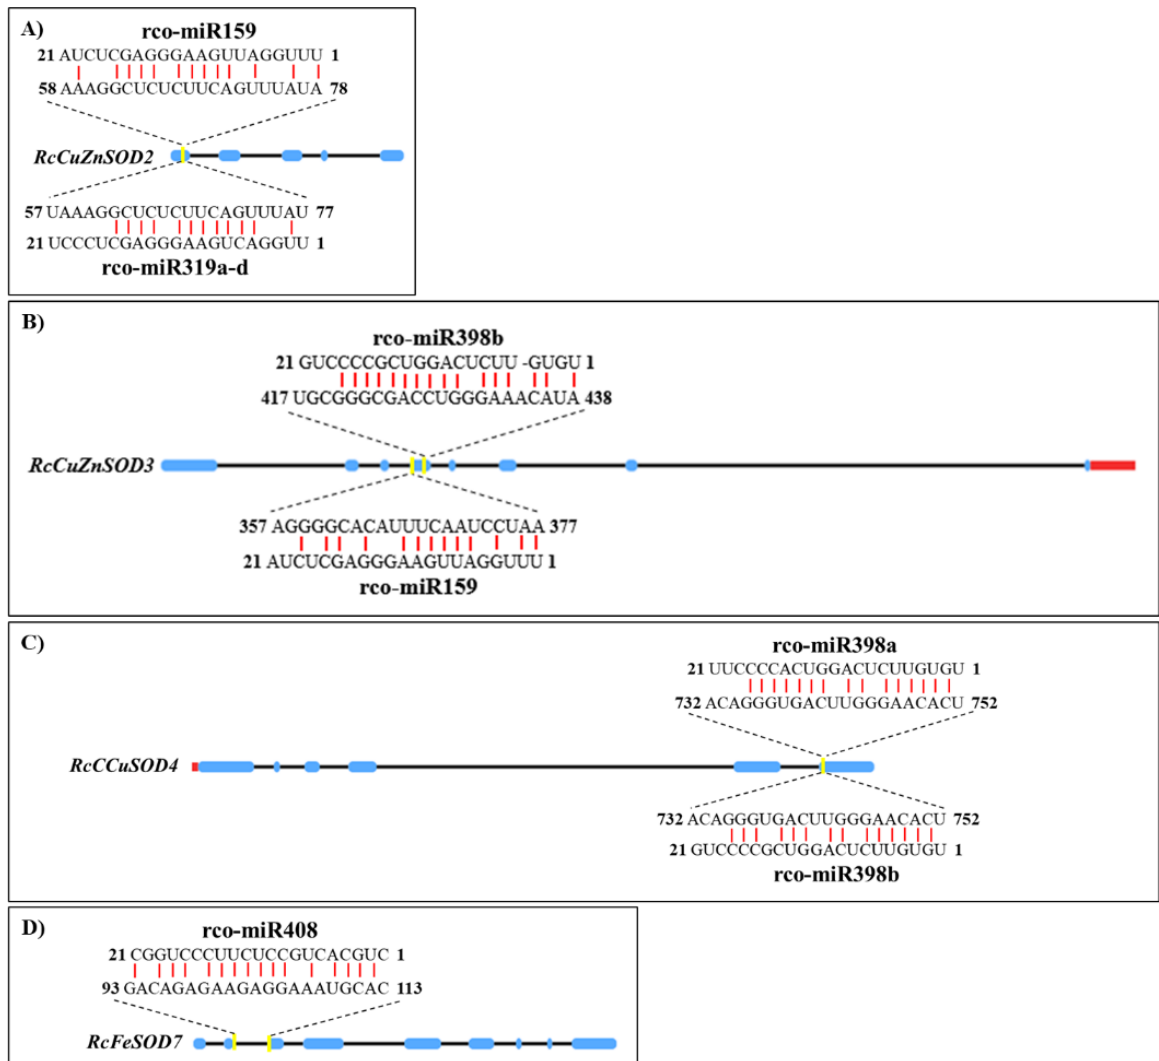 A)
rco-miR159
21 AUCUCGAGGGAAGUUAGGUUU 1
58 AAAGGCUCUCUUCAGUUUAUA 78
RcCuZnSOD2
57 UAAAGGCUCUCUUCAGUUUAU 77
21 UCCCUCGAGGGAAGUCAGGUU 1
rco-miR319a-d
B)
rco-miR398b
21 GUCCCCGCUGGACUCUU -GUGU 1
417 UGCGGGCGACCUGGGAAACAUA 438
RcCuZnSOD3
357 AGGGGCACAUUUCAAUCCUAA 377
21 AUCUCGAGGGAAGUUAGGUUU 1
rco-miR159
C)
rco-miR398a
21 UUCCCCACUGGACUCUUGUGU 1
732 ACAGGGUGACUUGGGAACACU 752
RcCCuSOD4
732 ACAGGGUGACUUGGGAACACU 752
21 GUCCCCGCUGGACUCUUGUGU 1
rco-miR398b
D)
rco-miR408
21 CGGUCCCUUCUCCGUCACGUC 1
93 GACAGAGAAGAGGAAAUGCAC 113
RcFeSOD7